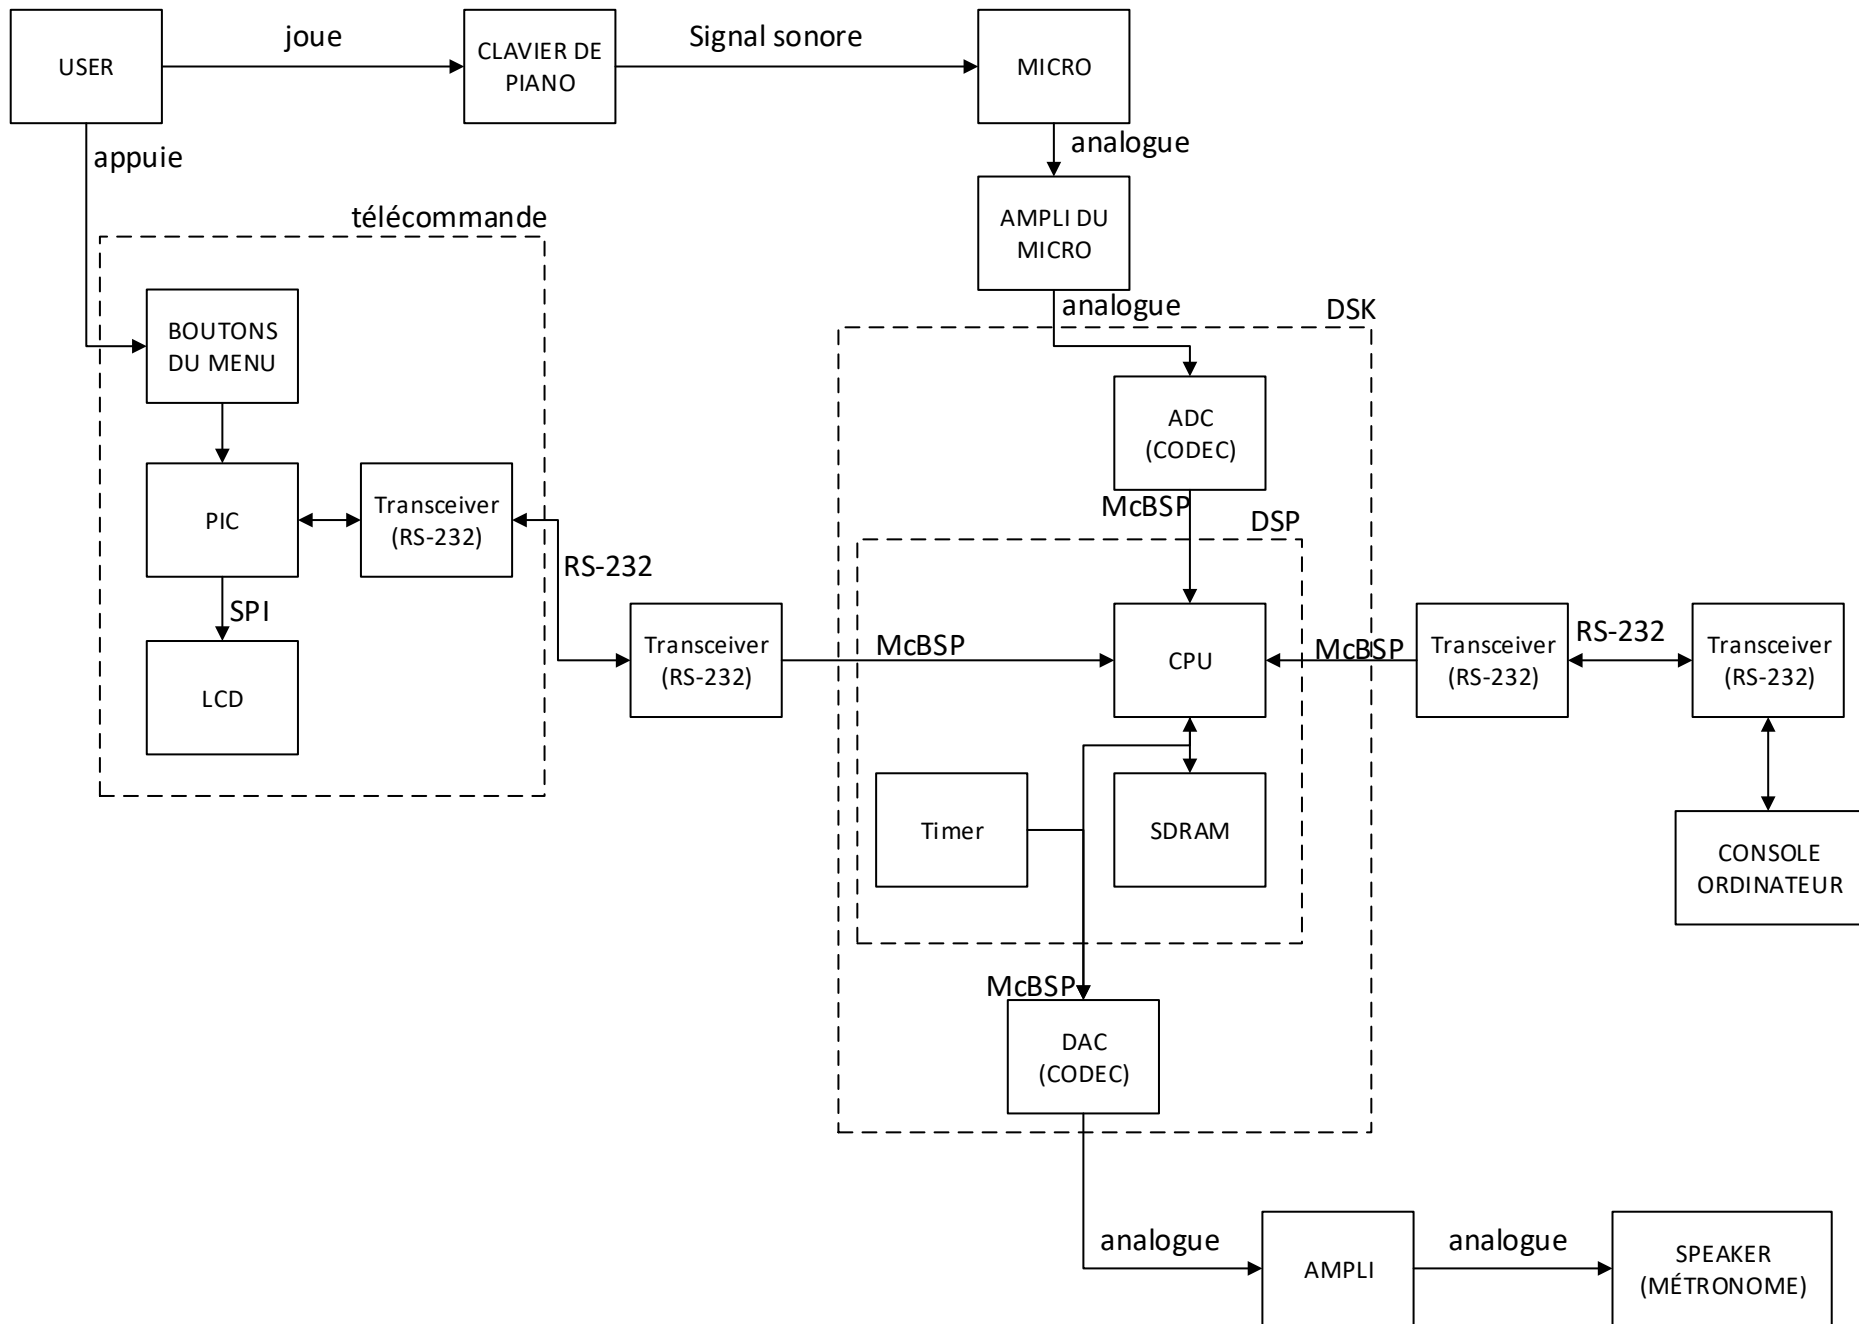 USER
joue
CLAVIER DE
PIANO
Signal sonore
MICRO
appuie
analogue
AMPLI DU
MICRO
télécommande
analogue
DSK
BOUTONS
DU MENU
ADC
(CODEC)
McBSP
DSP
PIC
Transceiver
(RS-232)
RS-232
SPI
LCD
Transceiver
(RS-232)
McBSP
CPU
McBSP
Transceiver
(RS-232)
RS-232
Transceiver
(RS-232)
Timer
SDRAM
CONSOLE
ORDINATEUR
McBSP
DAC
(CODEC)
analogue
AMPLI
analogue
SPEAKER
(MÉTRONOME)